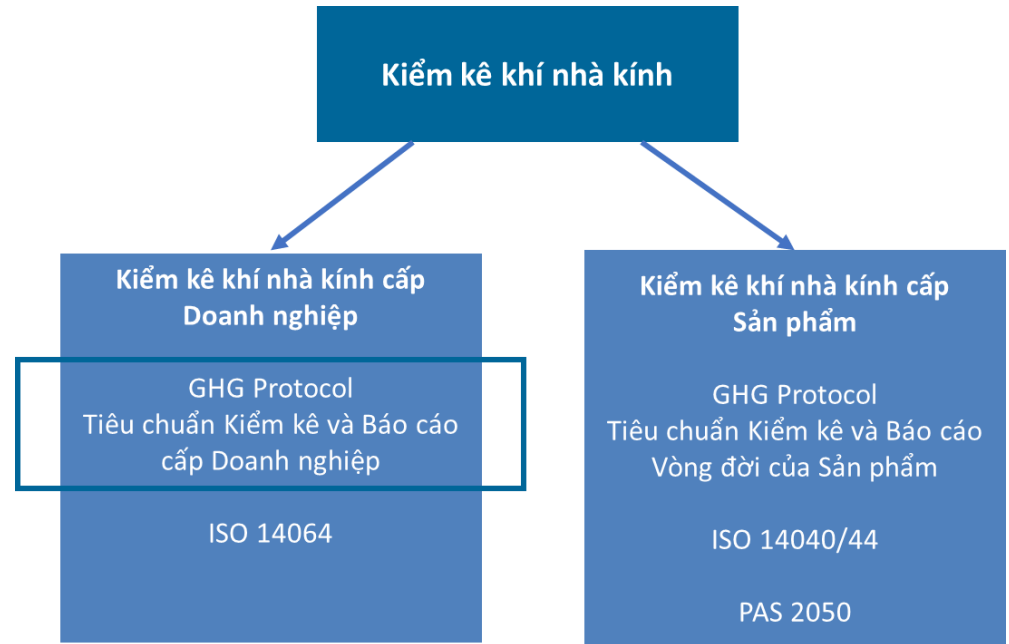 Kiểm kê khí nhà kính
Kiểm kê khí nhà kính cấp
Doanh nghiệp
GHG Protocol
Tiêu chuẩn Kiểm kê và Báo cáo
cấp Doanh nghiệp
ISO 14064
Kiểm kê khí nhà kính cấp
Sản phẩm
GHG Protocol
Tiêu chuẩn Kiểm kê và Báo cáo
Vòng đời của Sản phẩm
ISO 14040/44
PAS 2050